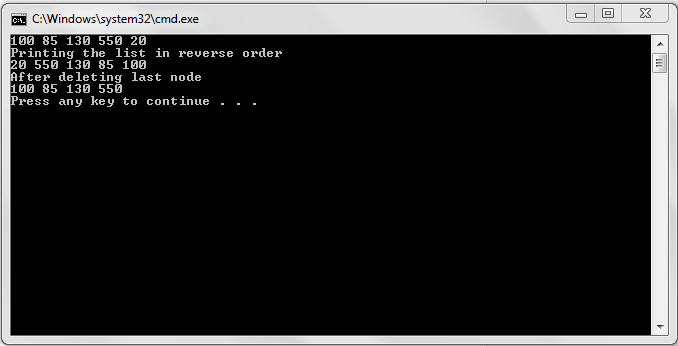 C:\Windows\system32\cmd.exe
100 85 130 550 20
Printing the list in reverse order
20 550 130 85 100
After deleting last node
100 85 130 550
Press any key to continue . . .